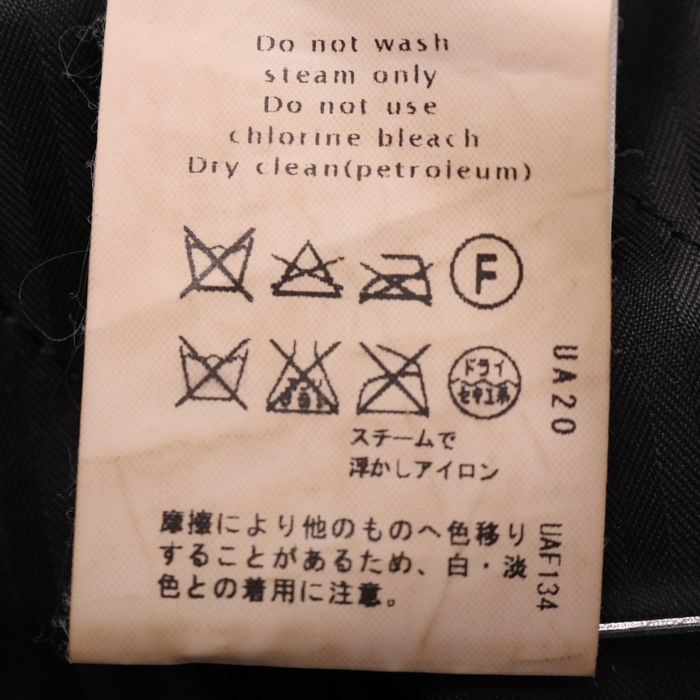 Do not wash
steam only
Do not use
chlorine bleach
Dry clean(petroleum)
F
ドライ
セキユ系
スチームで
浮かしアイロン
摩擦により他のものへ色移り
することがあるため、白・淡
色との着用に注意。
UA20
UAF134